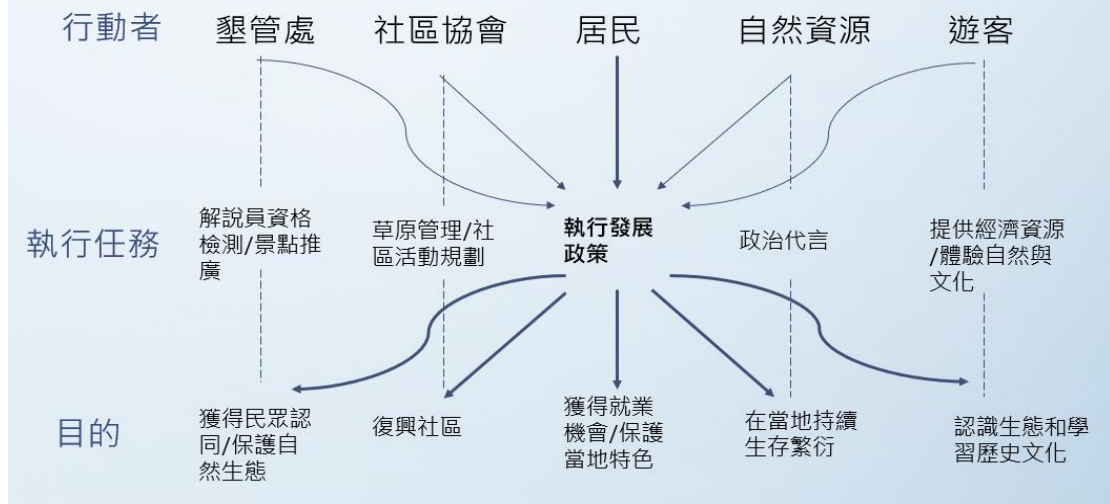 行動者 墾管處 社區協會 居民 自然資源 遊客
執行任務
解說員資格
檢測/景點推
廣
草原管理/社
區活動規劃
執行發展
政策
政治代言
提供經濟資源
/體驗自然與
文化
目的
獲得民眾認
同/保護自
然生態
復興社區
獲得就業
機會/保護
當地特色
在當地持續
生存繁衍
認識生態和學
習歷史文化